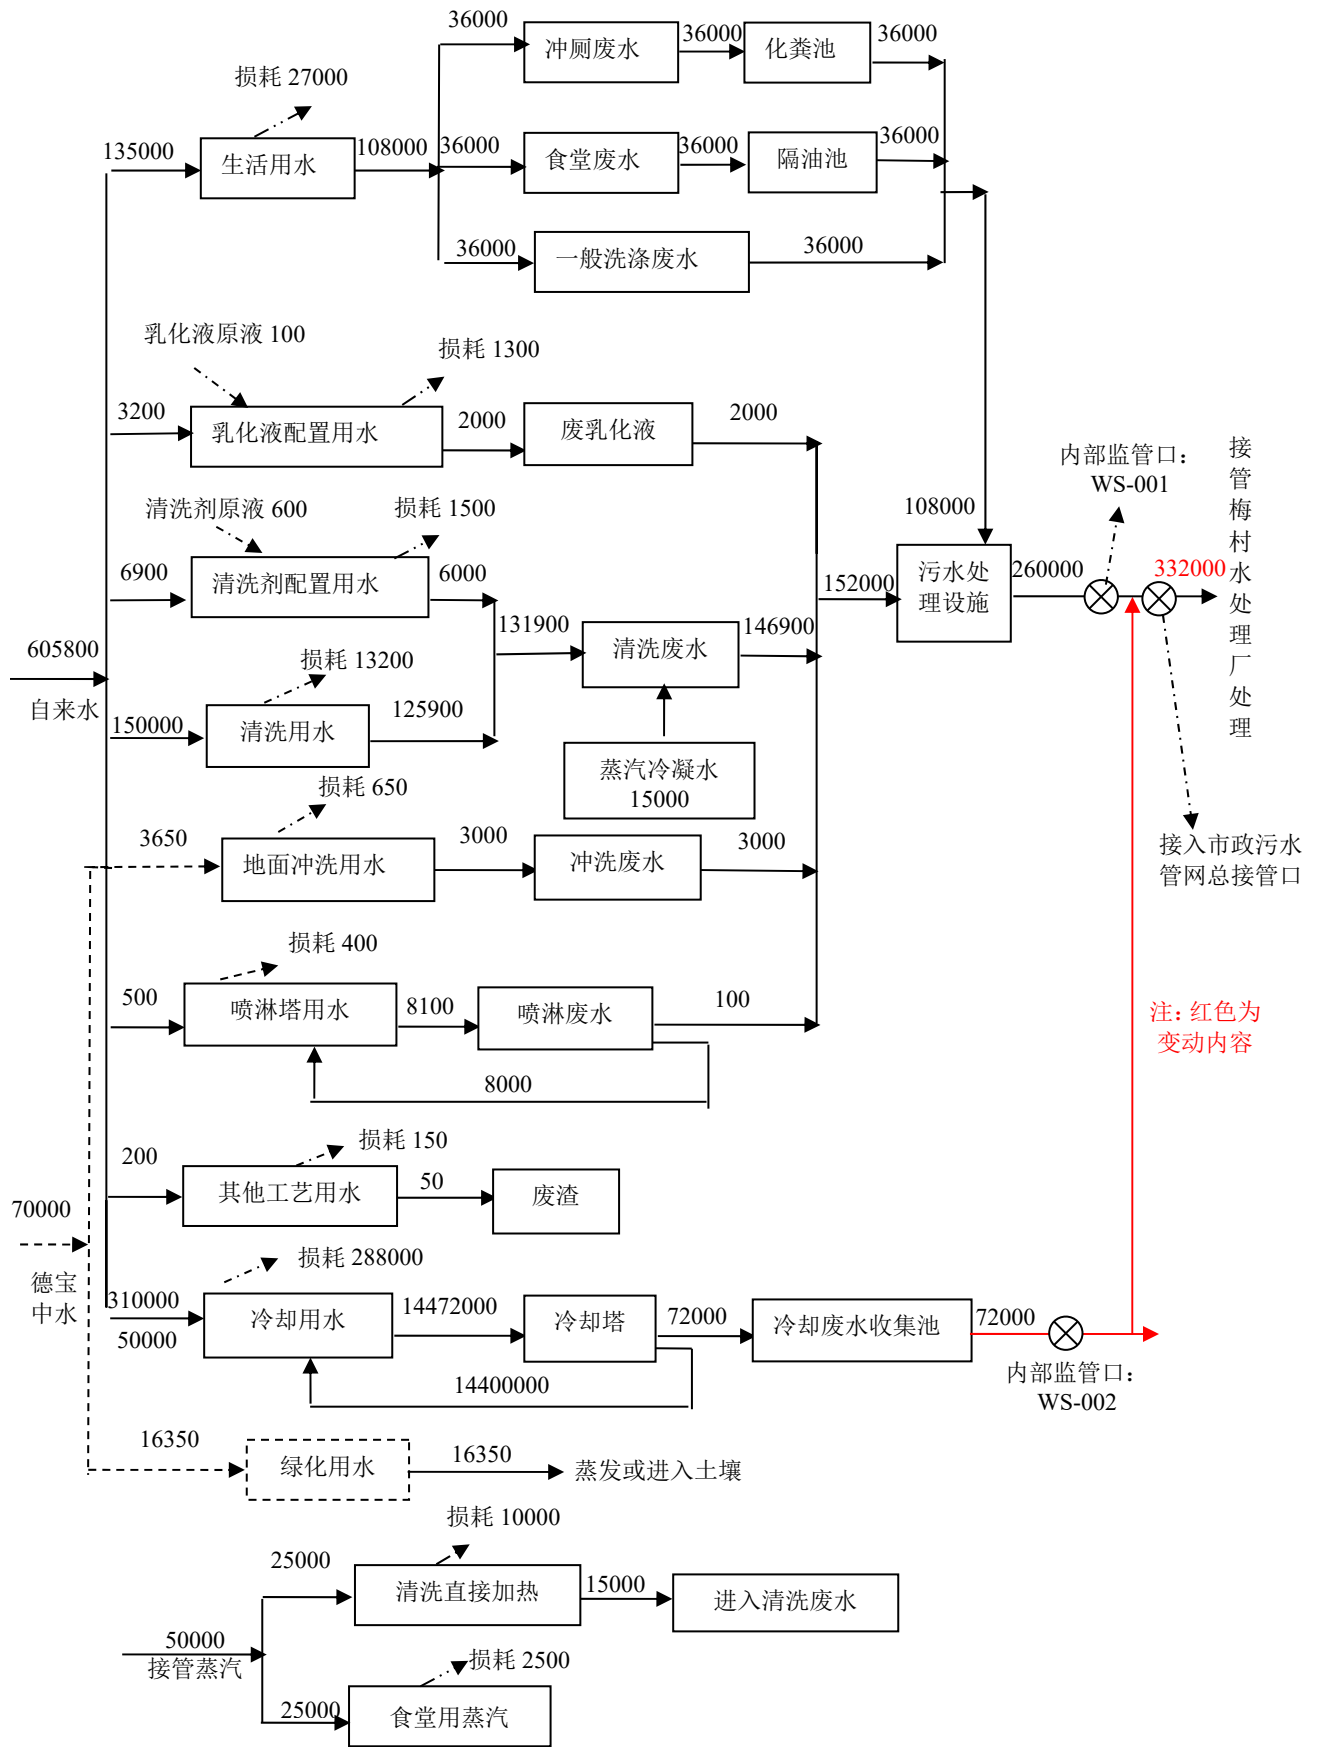 36000
冲厕废水
36000
化粪池
36000
损耗 27000
135000
生活用水
108000
36000
食堂废水
36000
隔油池
36000
36000
一般洗涤废水
36000
乳化液原液 100
损耗 1300
3200
乳化液配置用水
2000
废乳化液
2000
清洗剂原液 600
损耗 1500
6900
清洗剂配置用水
6000
131900
清洗废水
146900
152000
108000
污水处
理设施
260000
内部监管口：
WS-001
332000
接管梅村水处理厂处理
605800
自来水
损耗 13200
150000
清洗用水
125900
蒸汽冷凝水
15000
损耗 650
3650
地面冲洗用水
3000
冲洗废水
3000
接入市政污水
管网总接管口
损耗 400
500
喷淋塔用水
8100
喷淋废水
100
8000
注：红色为
变动内容
损耗 150
200
其他工艺用水
50
废渣
70000
德宝
中水
损耗 288000
310000
50000
冷却用水
14472000
冷却塔
72000
冷却废水收集池
72000
14400000
内部监管口：
WS-002
16350
绿化用水
16350
蒸发或进入土壤
损耗 10000
25000
清洗直接加热
15000
进入清洗废水
50000
接管蒸汽
损耗 2500
25000
食堂用蒸汽